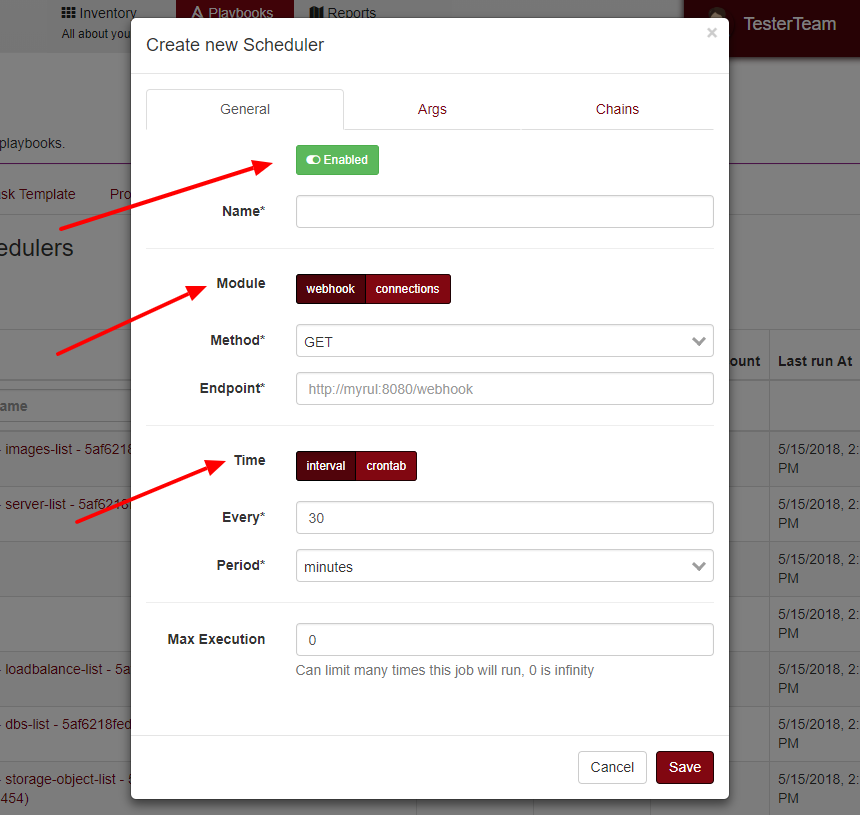 Inventory
Playbooks
Reports
All about you
TesterTeam
playbooks.
sk Template
Pro
edulers
ount
Last run At
ame
- images-list - 5af6218
5/15/2018, 2:
PM
- server-list - 5af6218
5/15/2018, 2:
PM
5/15/2018, 2:
PM
5/15/2018, 2:
PM
- loadbalance-list - 5a
5/15/2018, 2:
PM
- dbs-list - 5af6218fed
5/15/2018, 2:
PM
- storage-object-list -
454)
5/15/2018, 2:
PM
Create new Scheduler
×
General
Args
Chains
Enabled
Name*
Module
webhook
connections
Method*
GET
Endpoint*
http://myrul:8080/webhook
Time
interval
crontab
Every*
30
Period*
minutes
Max Execution
0
Can limit many times this job will run, 0 is infinity
Cancel
Save